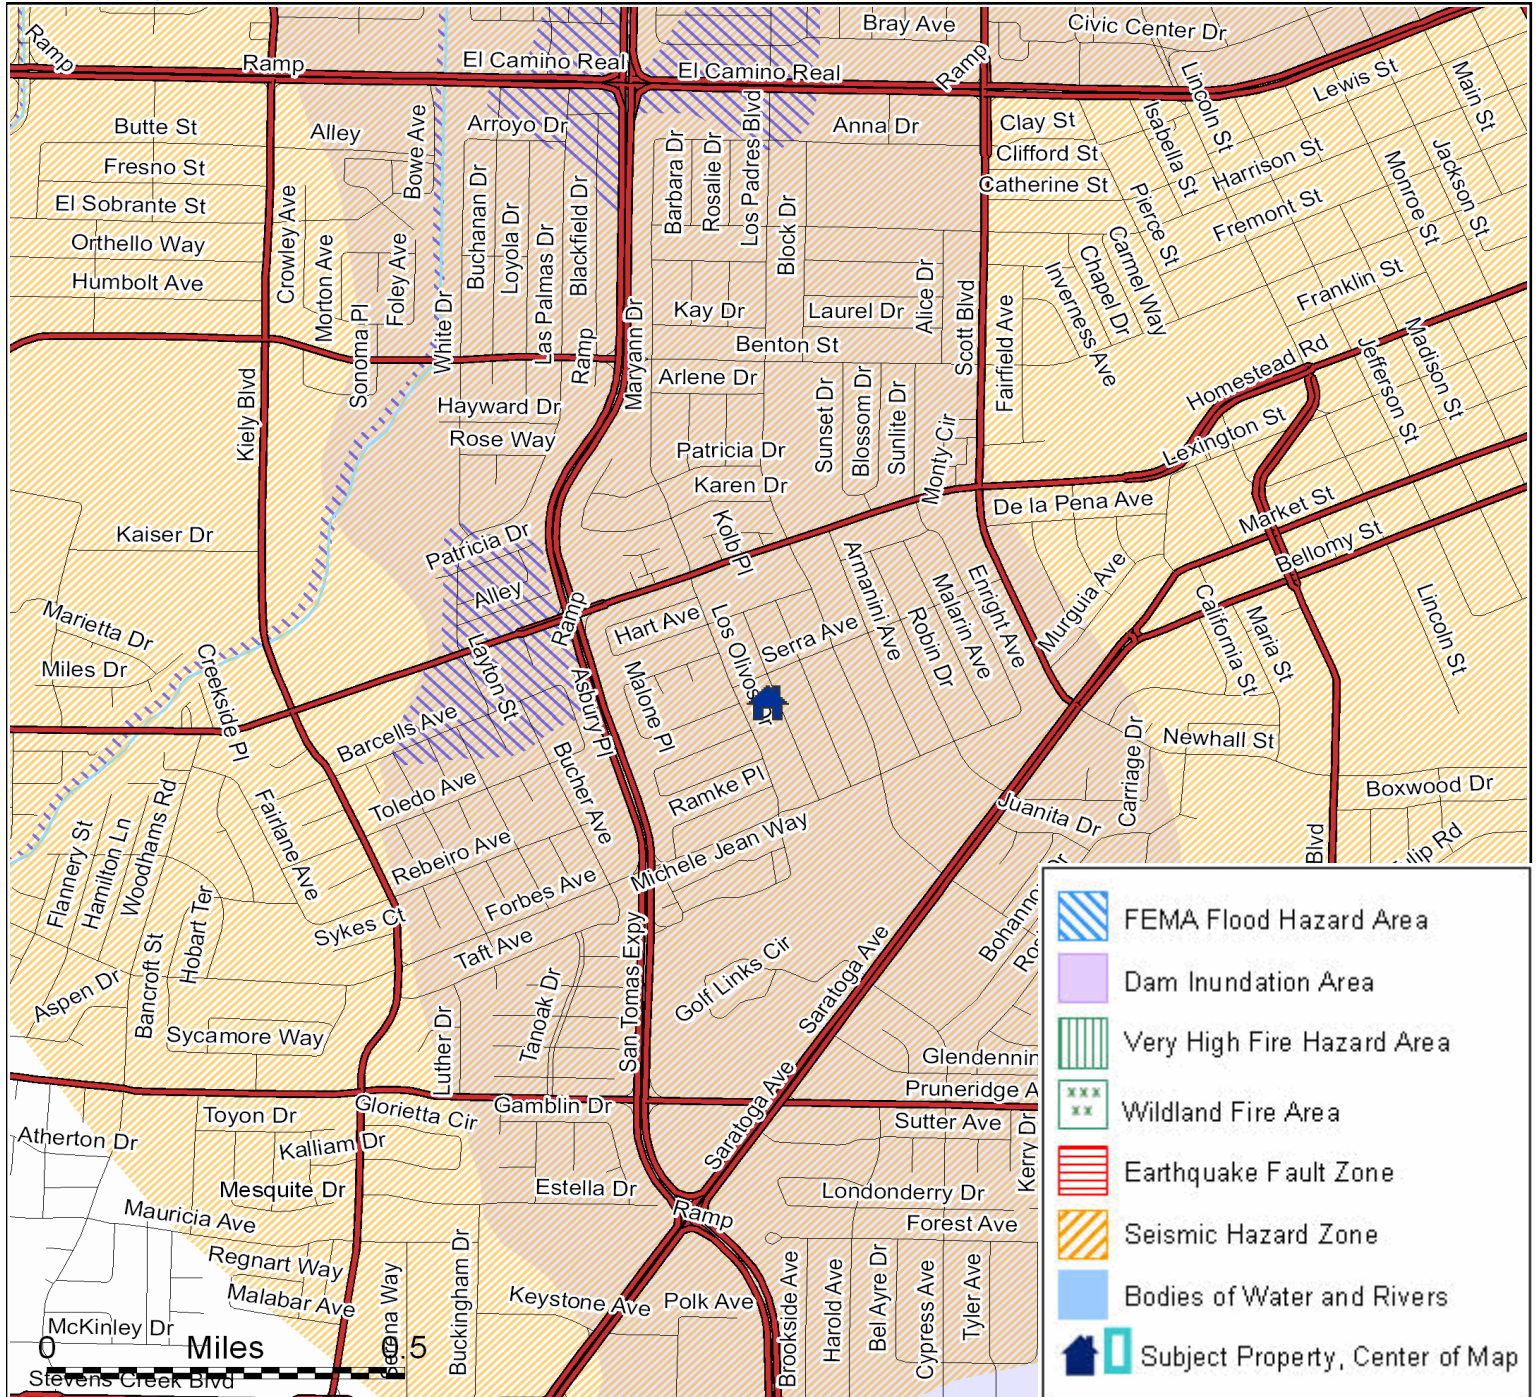 Bray Ave
Civic Center Dr
Ramp
Ramp
El Camino Real
El Camino Real
Ramp
Lincoln St
Lewis St
Main St
Butte St
Alley
Bowe Ave
Arroyo Dr
Barbara Dr
Rosalie Dr
Los Padres Blvd
Anna Dr
Clay St
Isabella St
Clifford St
Harrison St
Monroe St
Jackson St
Fresno St
Catherine St
Pierce St
Fremont St
El Sobrante St
Crowley Ave
Buchanan Dr
Loyola Dr
Las Palmas Dr
Blackfield Dr
Block Dr
Orthello Way
Morton Ave
Foley Ave
Carmel Way
Chapel Dr
Inverness Ave
Franklin St
Humbolt Ave
Sonoma Pl
White Dr
Ramp
Maryann Dr
Kay Dr
Laurel Dr
Alice Dr
Scott Blvd
Fairfield Ave
Benton St
Homestead Rd
Jefferson St
Madison St
Kiely Blvd
Arlene Dr
Hayward Dr
Sunset Dr
Blossom Dr
Sunlite Dr
Rose Way
Patricia Dr
Monty Cir
Lexington St
Karen Dr
De la Pena Ave
Market St
Kaiser Dr
Patricia Dr
Kolb Pl
Bellomy St
Alley
Armanini Ave
Malarin Ave
Enright Ave
Murguia Ave
Marietta Dr
Ramp
Hart Ave
Los Olivos Dr
Serra Ave
Robin Dr
California St
Maria St
Lincoln St
Miles Dr
Creekside Pl
Layton St
Asbury Pl
Malone Pl
Barcells Ave
Carriage Dr
Newhall St
Bucher Ave
Toledo Ave
Ramke Pl
Juanita Dr
Boxwood Dr
Flannery St
Hamilton Ln
Woodhams Rd
Fairlane Ave
Rebeiro Ave
Michele Jean Way
Blvd
Forbes Ave
Sykes Ct
Taft Ave
Hobart Ter
Bancroft St
San Tomas Expy
Golf Links Cir
Saratoga Ave
Aspen Dr
Tanoak Dr
Luther Dr
Sycamore Way
Glendennin
Pruneridge A
Toyon Dr
Glorietta Cir
Gamblin Dr
Saratoga Ave
Sutter Ave
Atherton Dr
Kalliam Dr
Kerry Dr
Mesquite Dr
Estella Dr
Londonderry Dr
Mauricia Ave
Ramp
Forest Ave
Regnart Way
Buckingham Dr
Brookside Ave
Harold Ave
Bel Ayre Dr
Cypress Ave
Tyler Ave
Malabar Ave
Keystone Ave
Polk Ave
McKinley Dr
0 Miles 0.5
Stevens Creek Blvd
FEMA Flood Hazard Area
Dam Inundation Area
Very High Fire Hazard Area
Wildland Fire Area
Earthquake Fault Zone
Seismic Hazard Zone
Bodies of Water and Rivers
Subject Property, Center of Map